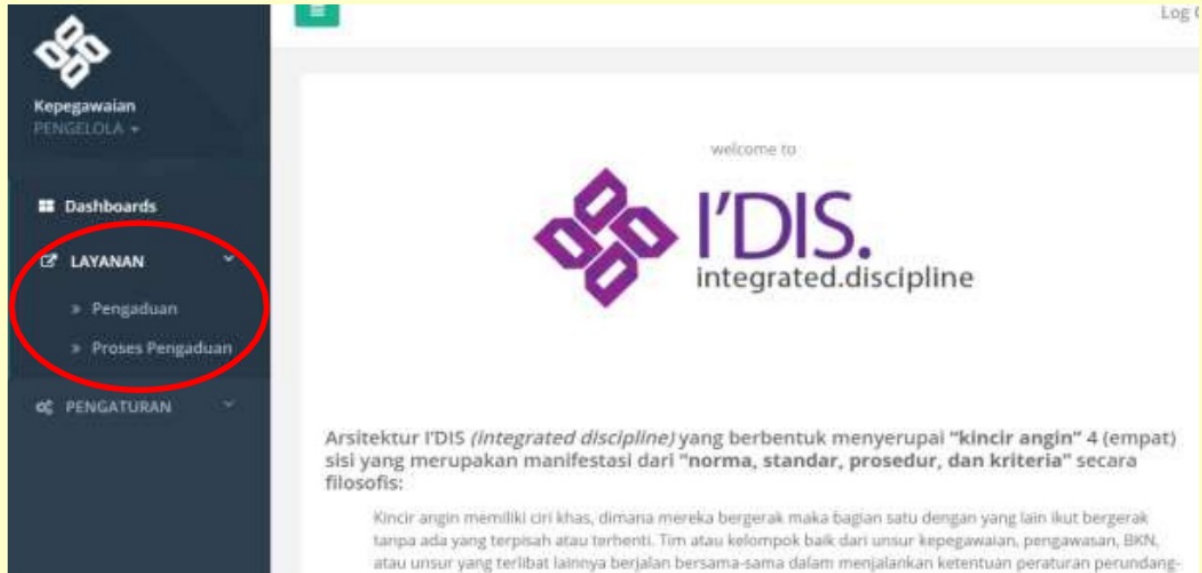 Log
Kepegawaian
PENGELOLA
Dashboards
LAYANAN
» Pengaduan
» Proses Pengaduan
PENGATURAN
welcome to
I'DIS.
integrated.discipline
Arsitektur I'DIS (integrated discipline) yang berbentuk menyerupai “kincir angin” 4 (empat)
sisi yang merupakan manifestasi dari “norma, standar, prosedur, dan kriteria” secara
filosofis:
Kincir angin memiliki ciri khas, dimana mereka bergerak maka bagian satu dengan yang lain ikut bergerak
tanpa ada yang terpisah atau terhenti. Tim atau kelompok baik dari unsur kepegawaian, pengawasan, BKN,
atau unsur yang terlibat lainnya berjalan bersama-sama dalam menjalankan ketentuan peraturan perundang-